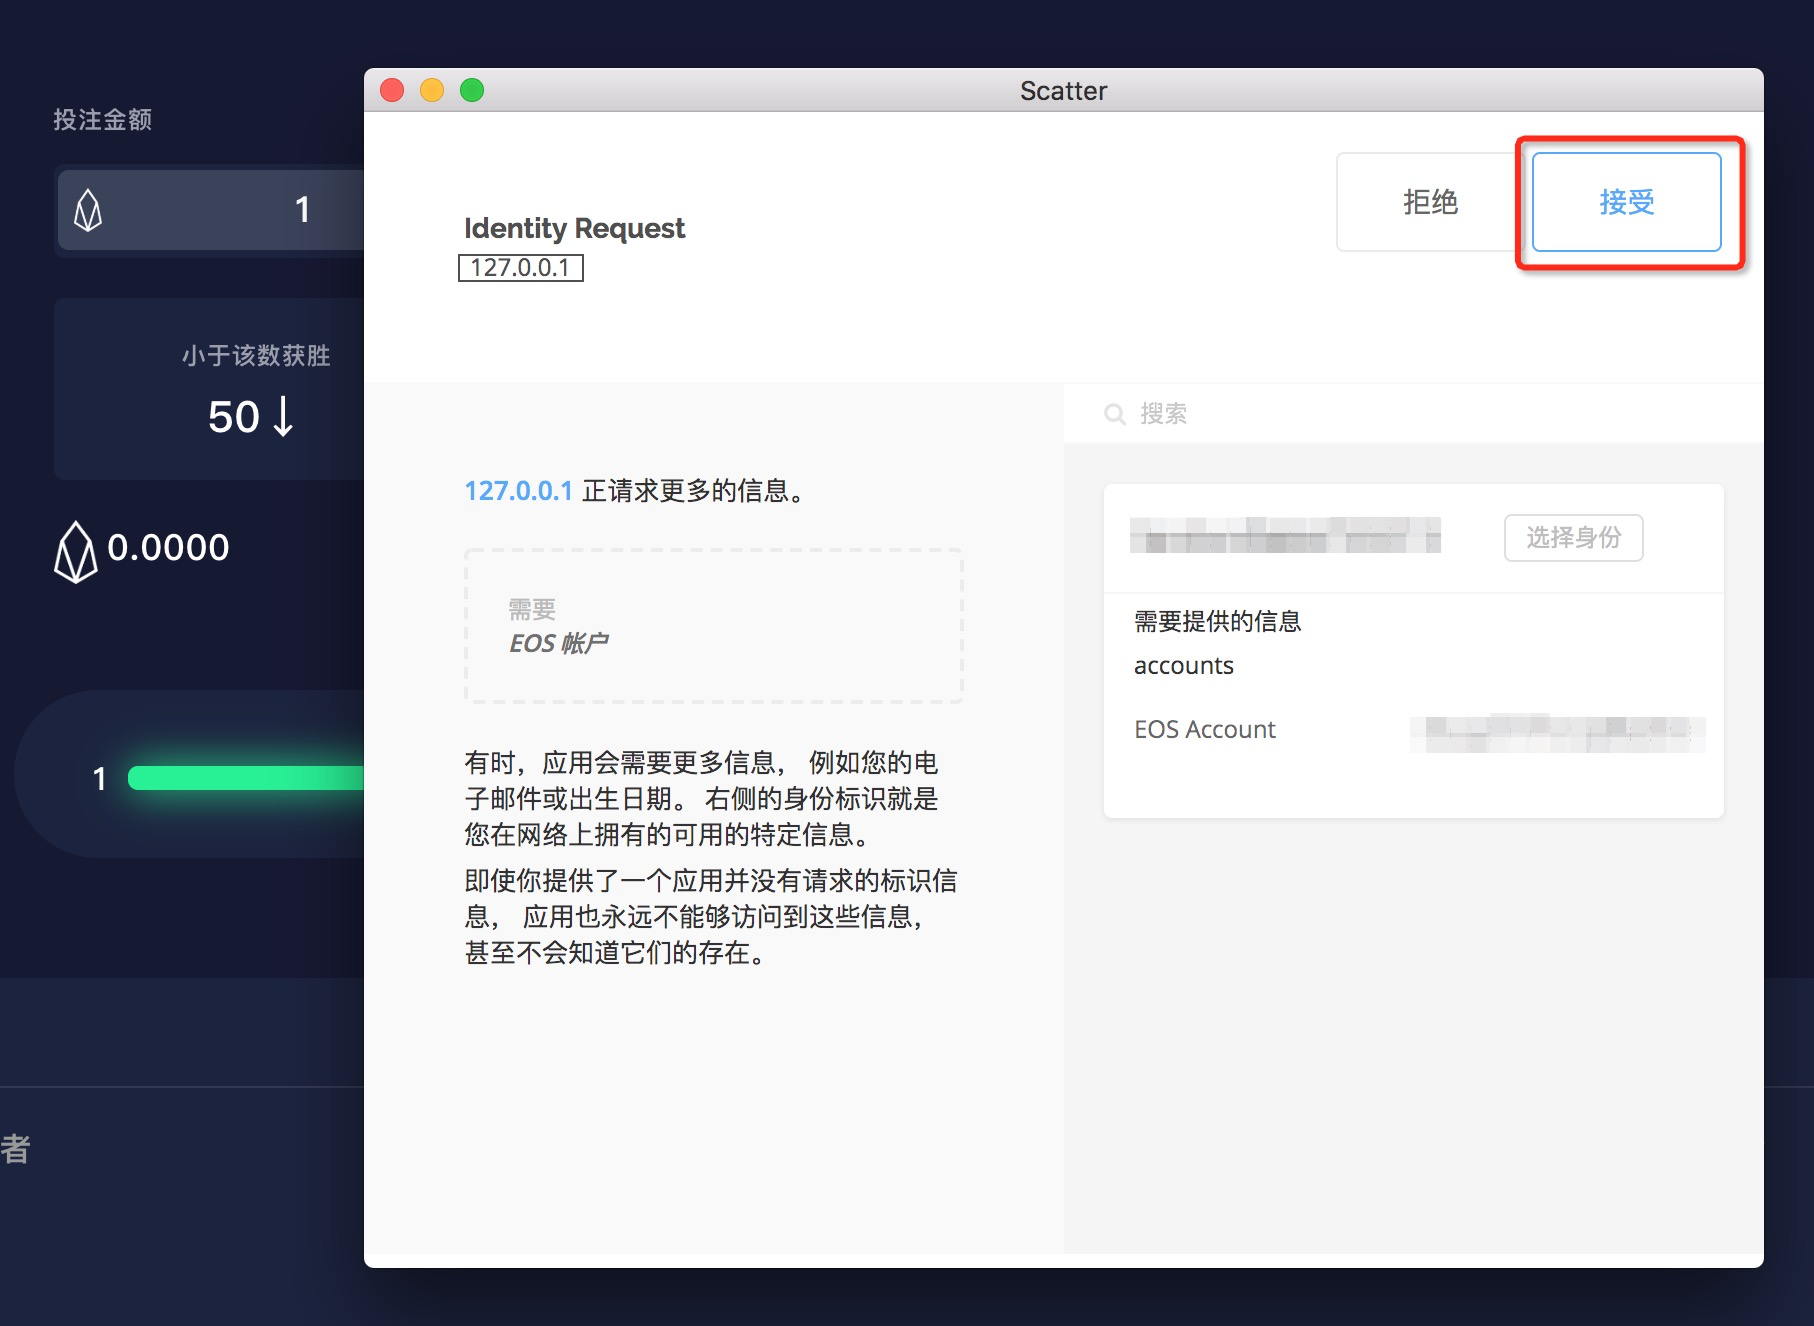 Scatter
投注金额
1
小于该数获胜
50↓
0.0000
1
者
Identity Request
127.0.0.1
拒绝
接受
搜索
127.0.0.1 正请求更多的信息。
需要
EOS 帐户
有时，应用会需要更多信息， 例如您的电
子邮件或出生日期。 右侧的身份标识就是
您在网络上拥有的可用的特定信息。
即使你提供了一个应用并没有请求的标识信
息， 应用也永远不能够访问到这些信息，
甚至不会知道它们的存在。
选择身份
需要提供的信息
accounts
EOS Account